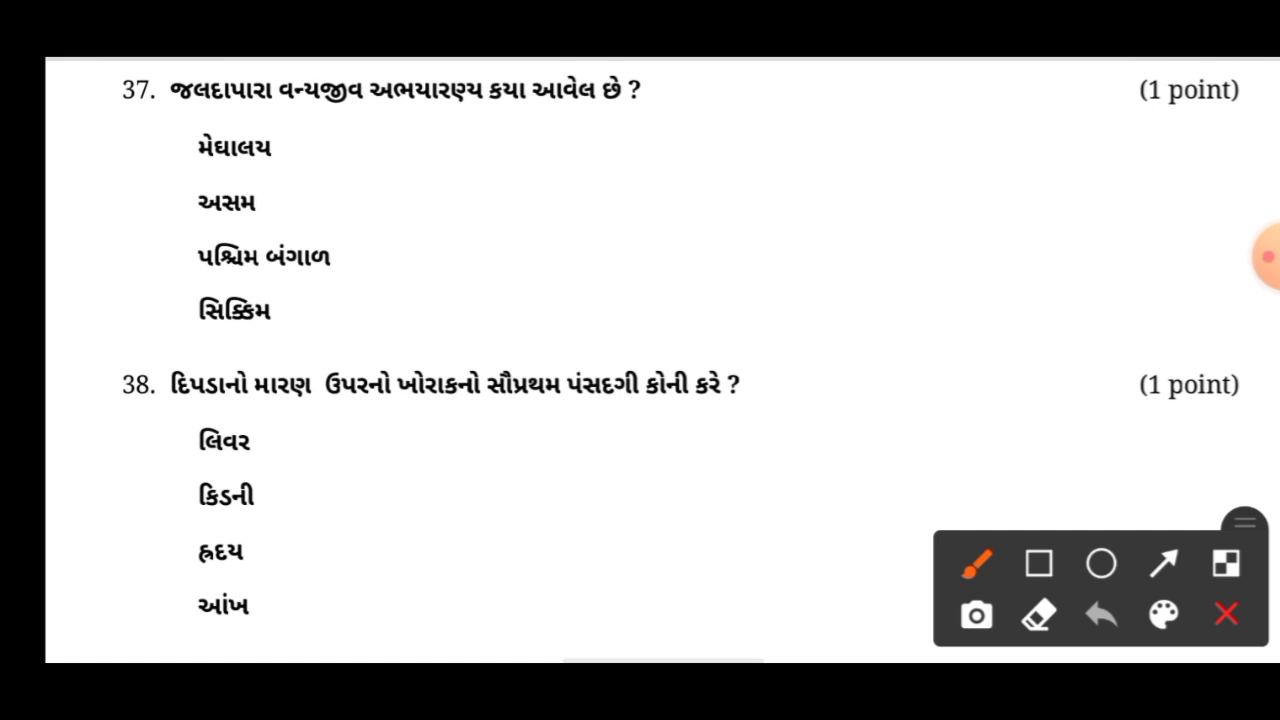 37. જલદાપારા વન્યજીવ અભયારણ્ય કયા આવેલ છે ? (1 point)
મેઘાલય
અસમ
પશ્ચિમ બંગાળ
સિક્કિમ
38. દિપડાનો મારણ ઉપરનો ખોરાકનો સૌપ્રથમ પંસદગી કોની કરે ? (1 point)
લિવર
કિડની
હ્રદય
આંખ